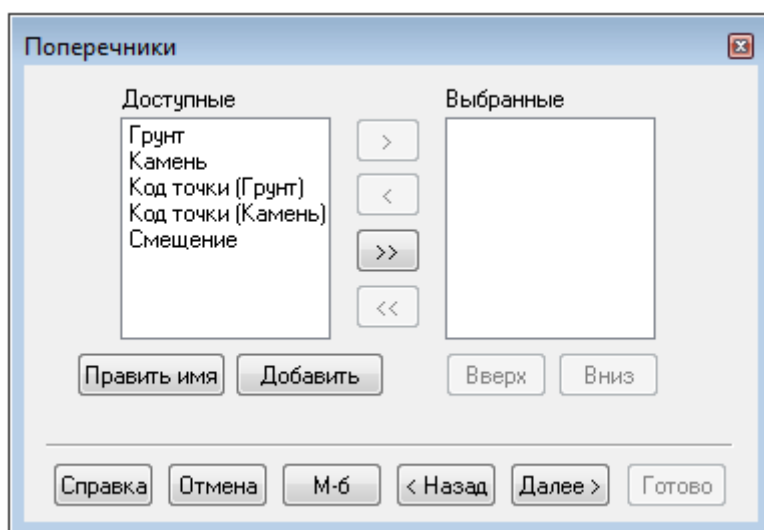 Поперечники
Доступные
Выбранные
Грунт
Камень
Код точки (Грунт)
Код точки (Камень)
Смещение
>
<
>>
<<
Править имя
Добавить
Вверх
Вниз
Справка
Отмена
М-б
< Назад
Далее >
Готово